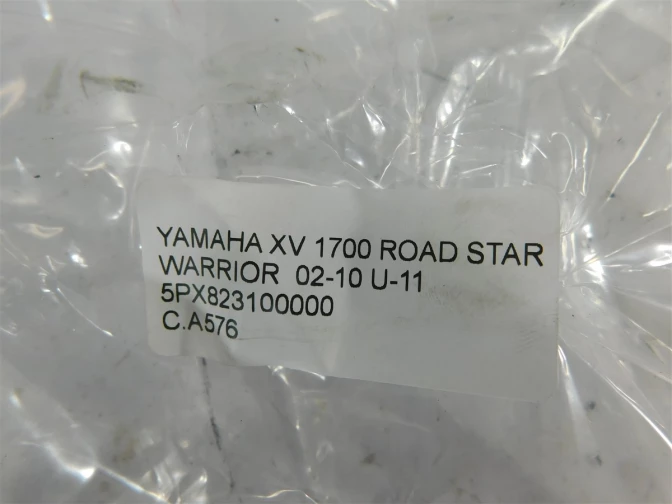 YAMAHA XV 1700 ROAD STAR
WARRIOR 02-10 U-11
5PX823100000
C.A576